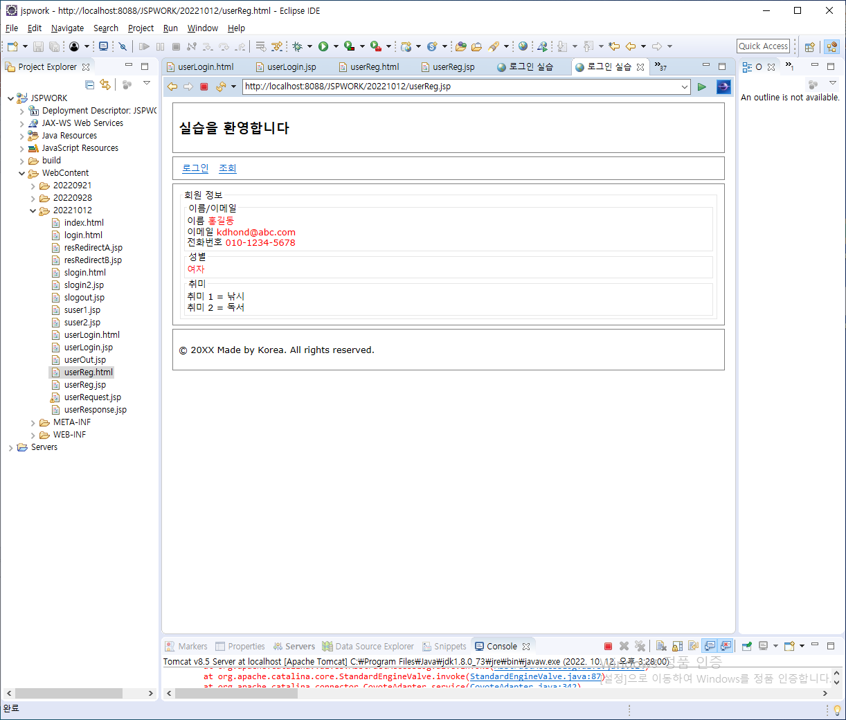 jspwork - http://localhost:8088/JSPWORK/20221012/userReg.html - Eclipse IDE
File Edit Navigate Search Project Run Window Help
Quick Access
Project Explorer
userLogin.html userLogin.jsp userReg.html userReg.jsp 로그인 실습 로그인 실습 »37
O »1
http://localhost:8088/JSPWORK/20221012/userReg.jsp
An outline is not available.
JSPWORK
Deployment Descriptor: JSPWO
JAX-WS Web Services
Java Resources
JavaScript Resources
build
WebContent
20220921
20220928
20221012
index.html
login.html
resRedirectA.jsp
resRedirectB.jsp
slogin.html
slogin2.jsp
slogout.jsp
suser1.jsp
suser2.jsp
userLogin.html
userLogin.jsp
userOut.jsp
userReg.html
userReg.jsp
userRequest.jsp
userResponse.jsp
META-INF
WEB-INF
Servers
실습을 환영합니다
로그인 조회
회원 정보
이름/이메일
이름 홍길동
이메일 kdhond@abc.com
전화번호 010-1234-5678
성별
여자
취미
취미 1 = 낚시
취미 2 = 독서
© 20XX Made by Korea. All rights reserved.
Markers Properties Servers Data Source Explorer Snippets Console
Tomcat v8.5 Server at localhost [Apache Tomcat] C:₩Program Files₩Java₩jdk1.8.0_73₩jre₩bin₩javaw.exe (2022. 10. 12. 오후 3:28:00)
정품 인증
at org.apache.catalina.core.StandardEngineValve.invoke(StandardEngineValve.java:87)
[설정]으로 이동하여 Windows를 정품 인증합니다.
at org.apache.catalina.connector.CoyoteAdapter.service(CoyoteAdapter.java:342)
완료